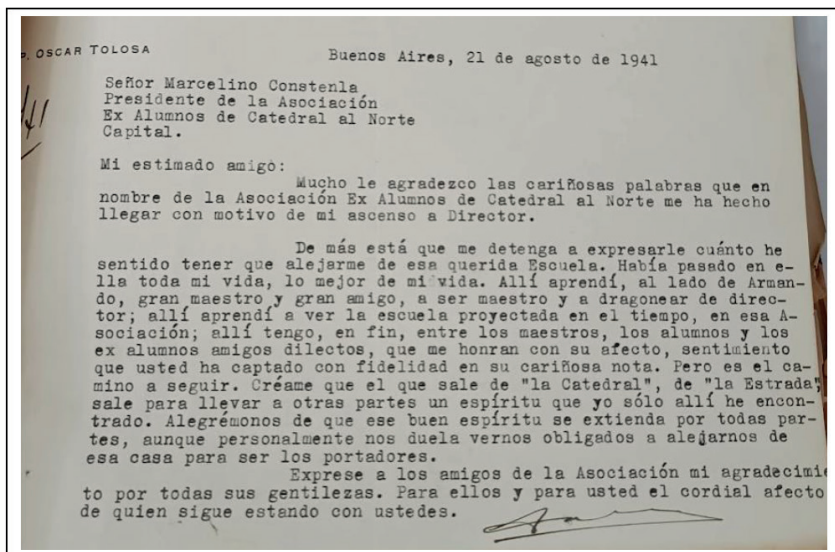 P. OSCAR TOLOSA
Buenos Aires, 21 de agosto de 1941
Señor Marcelino Constenla
Presidente de la Asociación
Ex Alumnos de Catedral al Norte
Capital.
Mi estimado amigo:
Mucho le agradezco las cariñosas palabras que en
nombre de la Asociación Ex Alumnos de Catedral al Norte me ha hecho
llegar con motivo de mi ascenso a Director.
De más está que me detenga a expresarle cuánto he
sentido tener que alejarme de esa querida Escuela. Había pasado en e-
lla toda mi vida, lo mejor de mi vida. Allí aprendí, al lado de Arman-
do, gran maestro y gran amigo, a ser maestro y a dragonear de direc-
tor; allí aprendí a ver la escuela proyectada en el tiempo, en esa A-
sociación; allí tengo, en fin, entre los maestros, los alumnos y los
ex alumnos amigos dilectos, que me honran con su afecto, sentimiento
que usted ha captado con fidelidad en su cariñosa nota. Pero es el ca-
mino a seguir. Créame que el que sale de "la Catedral", de "la Estrada",
sale para llevar a otras partes un espíritu que yo sólo allí he encon-
trado. Alegrémonos de que ese buen espíritu se extienda por todas par-
tes, aunque personalmente nos duela vernos obligados a alejarnos de
esa casa para ser los portadores.
Exprese a los amigos de la Asociación mi agradecimie
to por todas sus gentilezas. Para ellos y para usted el cordial afecto
de quien sigue estando con ustedes.